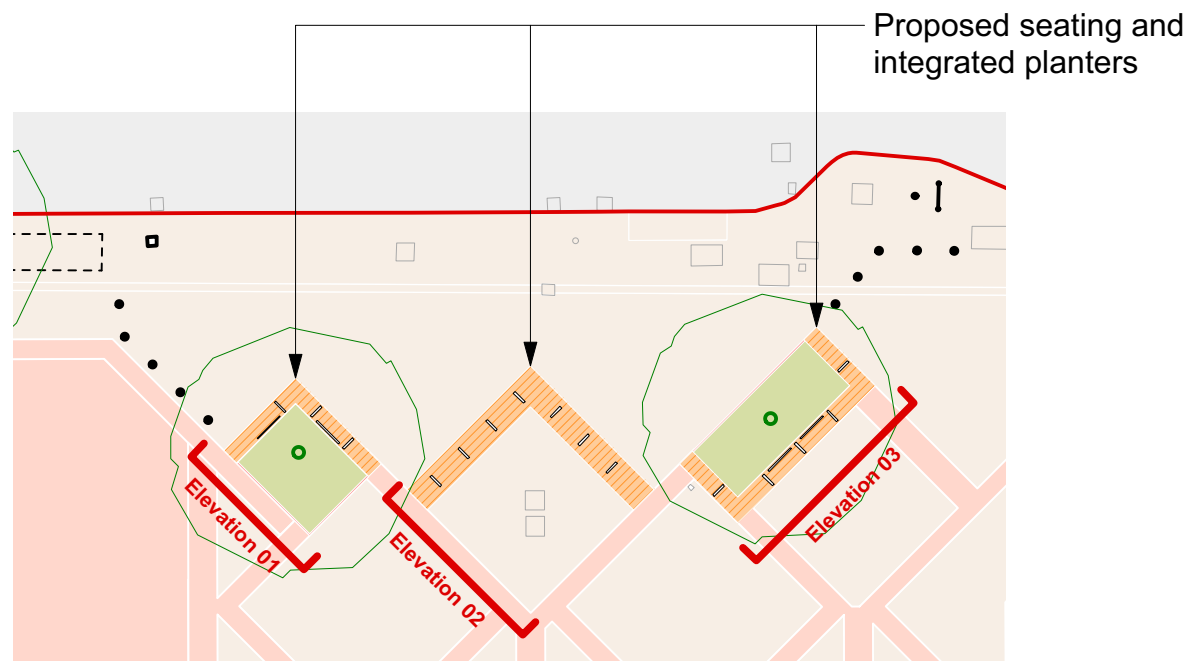 Proposed seating and
integrated planters
Elevation 01
Elevation 02
Elevation 03